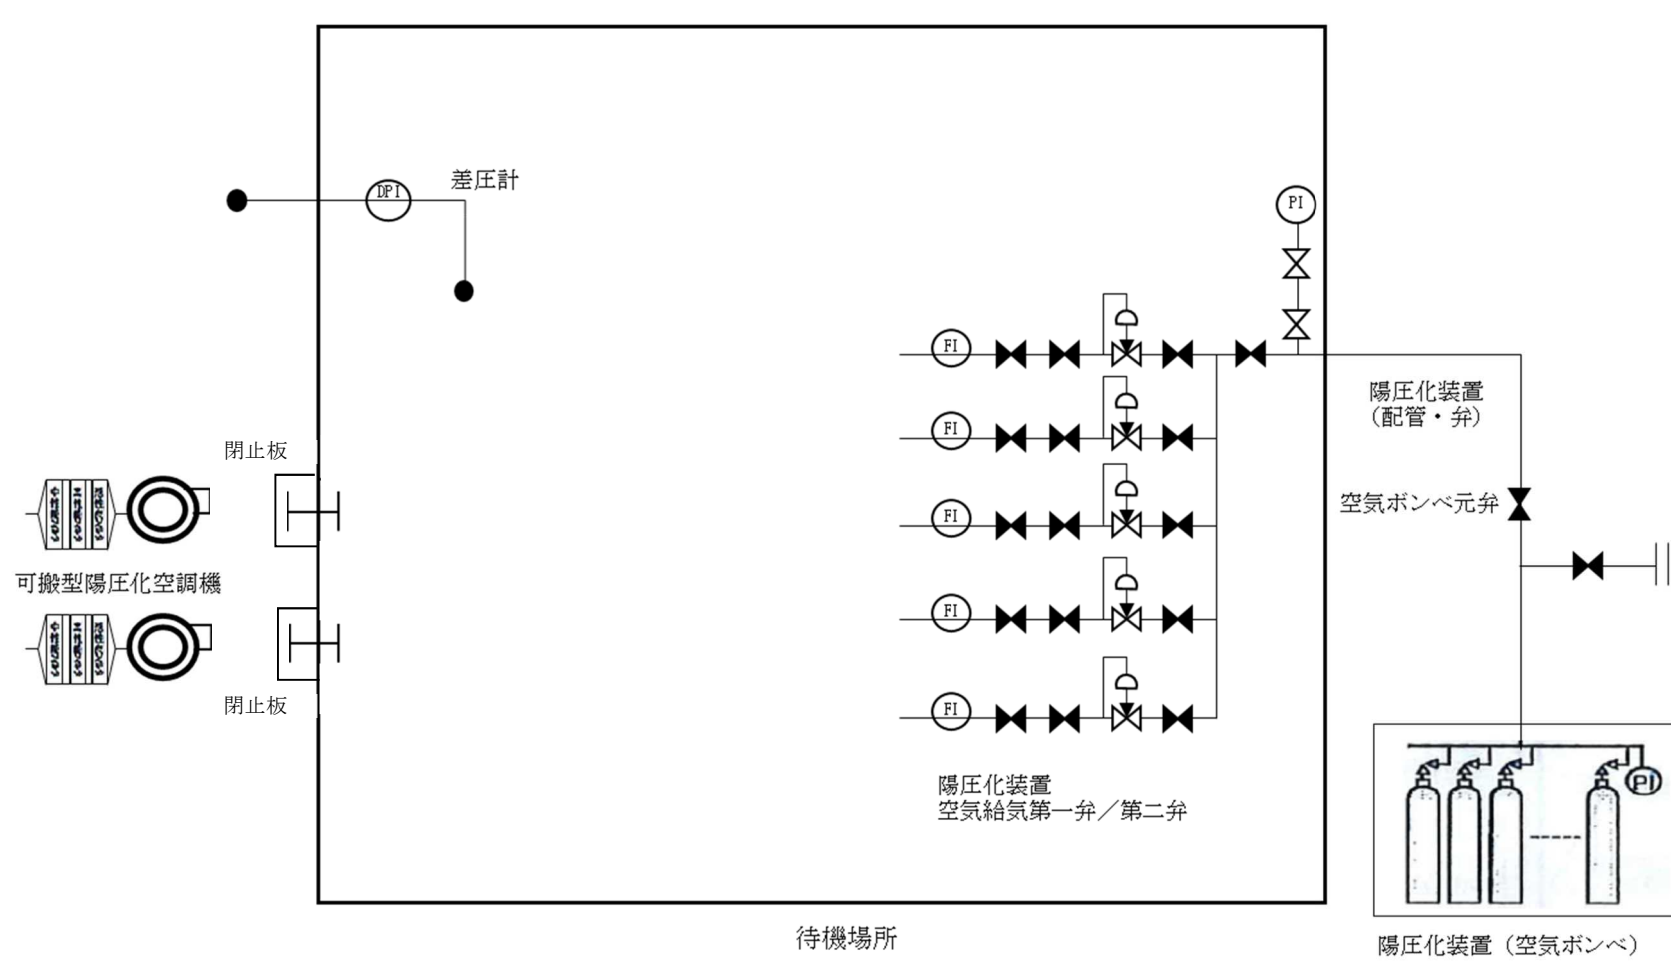 差圧計
DPI
PI
FI
陽圧化装置
(配管・弁)
FI
閉止板
空気ボンベ元弁
FI
可搬型陽圧化空調機
FI
閉止板
FI
陽圧化装置
空気給気第一弁／第二弁
PI
待機場所
陽圧化装置（空気ボンベ）